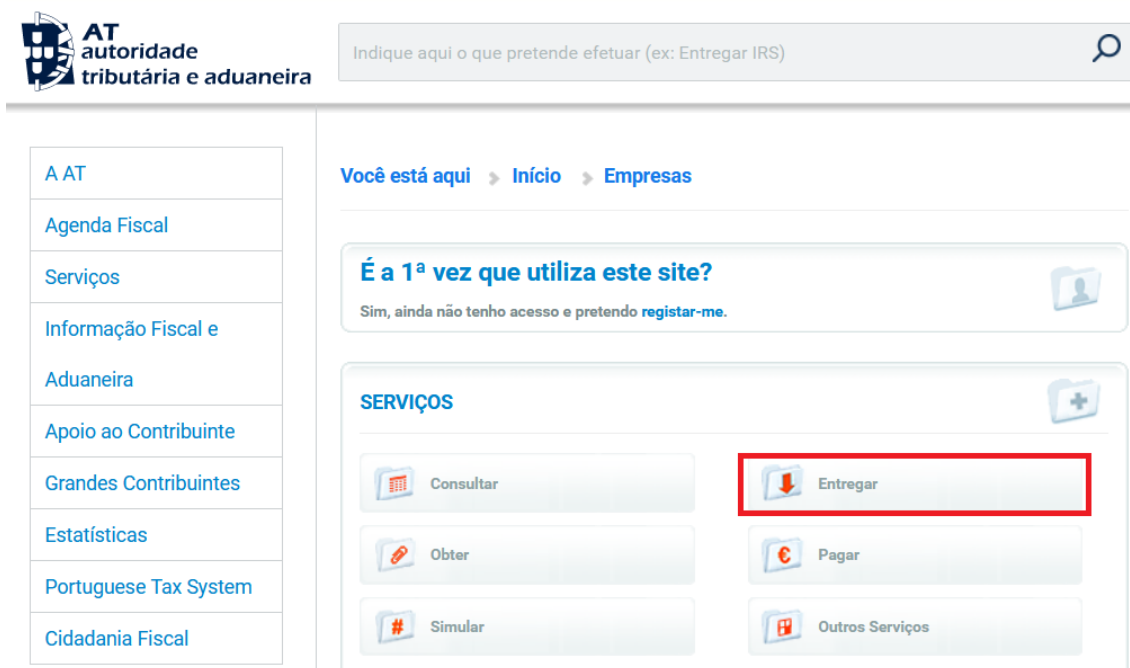 AT
autoridade
tributária e aduaneira
Indique aqui o que pretende efetuar (ex: Entregar IRS)
A AT
Agenda Fiscal
Serviços
Informação Fiscal e
Aduaneira
Apoio ao Contribuinte
Grandes Contribuintes
Estatísticas
Portuguese Tax System
Cidadania Fiscal
Você está aqui Início Empresas
É a 1ª vez que utiliza este site?
Sim, ainda não tenho acesso e pretendo registar-me.
SERVIÇOS
Consultar
Entregar
Obter
Pagar
Simular
Outros Serviços